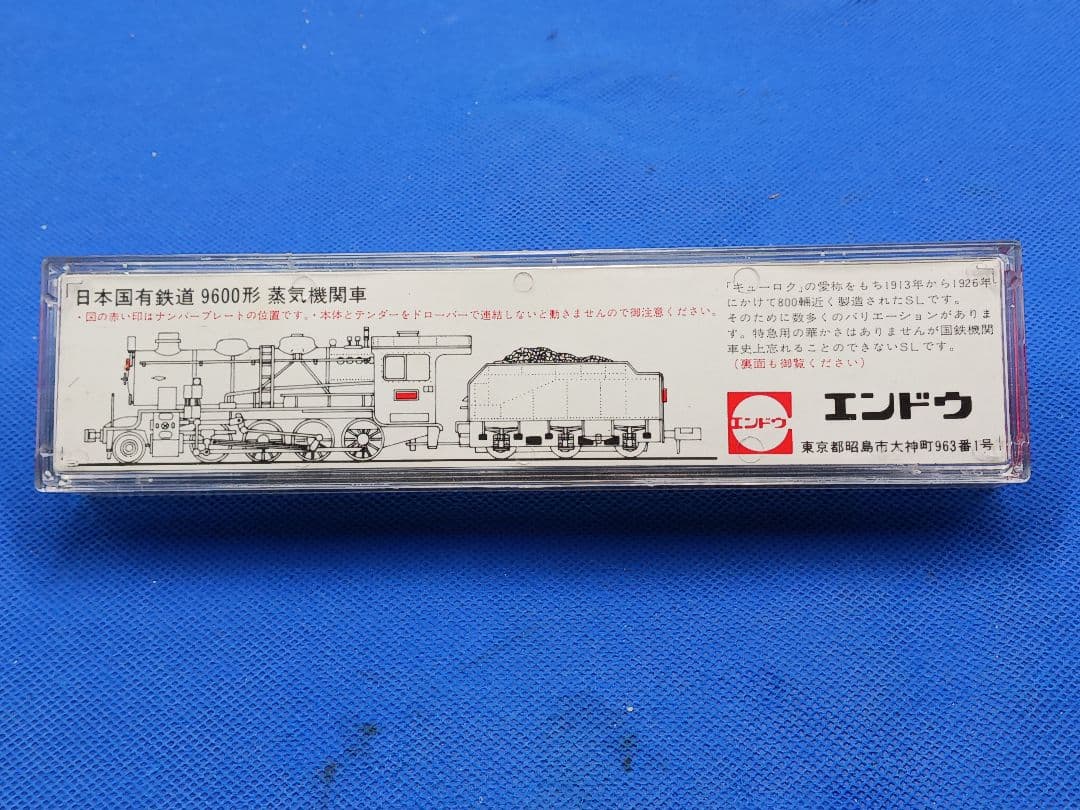 日本国有鉄道 9600形 蒸気機関車
・図の赤い印はナンバープレートの位置です。・本体とテンダーをドローバーで連結しないと動きませんので御注意ください。
「キューロク」の愛称をもち1913年から1926年
にかけて800輌近く製造されたSLです。
そのために数多くのバリエーションがありま
す。特急用の華かさはありませんが国鉄機関
車史上忘れることのできないSLです。
(裏面も御覧ください)
エンドウ
エンドウ
東京都昭島市大神町963番1号